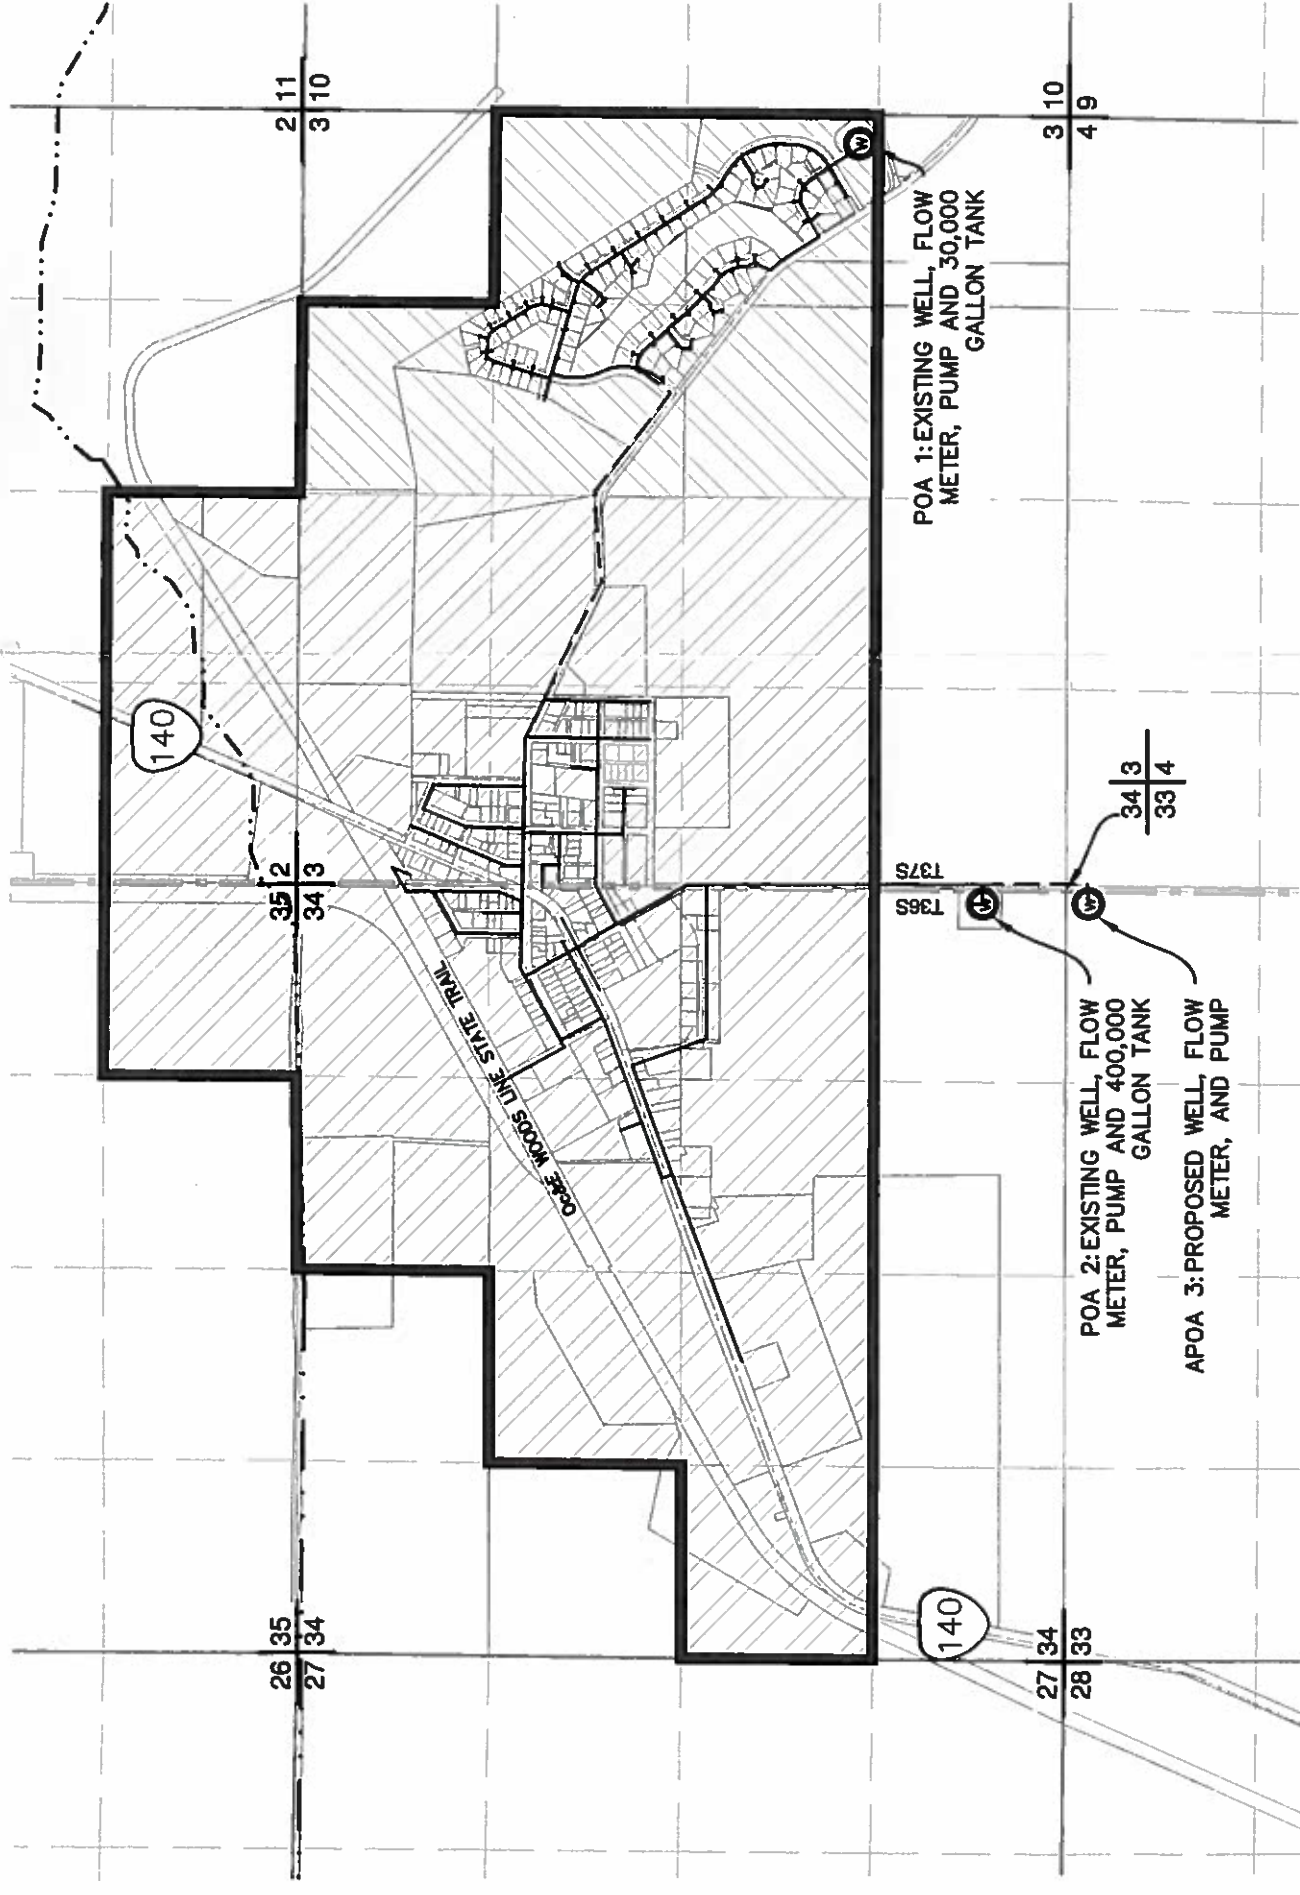 2 11
3 10
3 10
4 9
140
35 2
34 3
T37S
T36S
34 3
33 4
POA 1: EXISTING WELL, FLOW
METER, PUMP AND 30,000
GALLON TANK
W
W
W
OC&E WOODS LINE STATE TRAIL
POA 2: EXISTING WELL, FLOW
METER, PUMP AND 400,000
GALLON TANK
APOA 3: PROPOSED WELL, FLOW
METER, AND PUMP
140
26 35
27 34
27 34
28 33